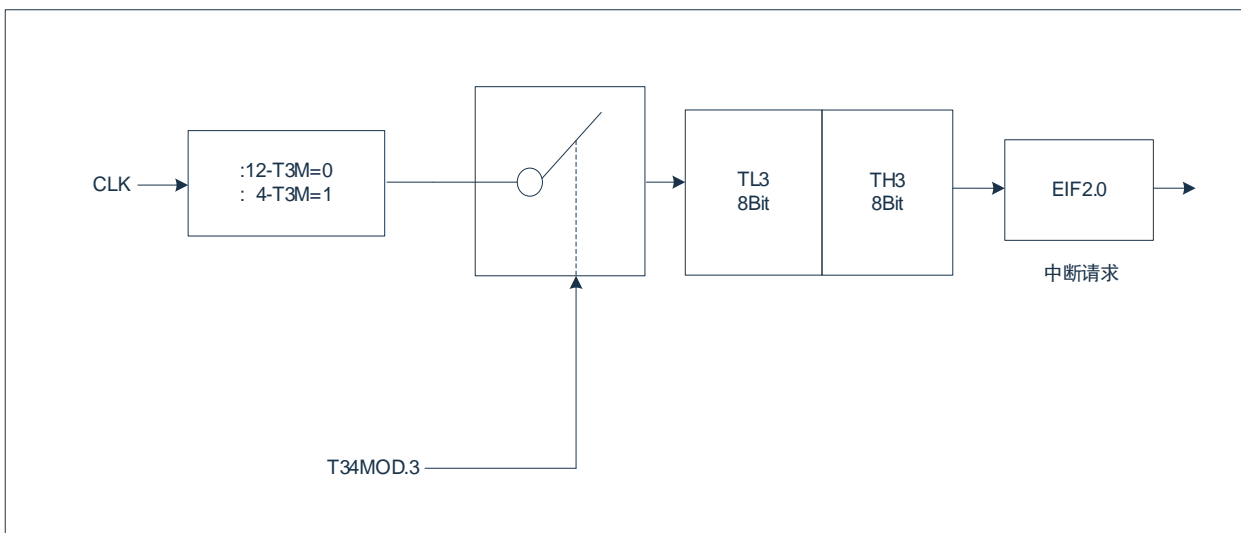 CLK
:12-T3M=0
: 4-T3M=1
TL3
8Bit
TH3
8Bit
EIF2.0
中断请求
T34MOD.3